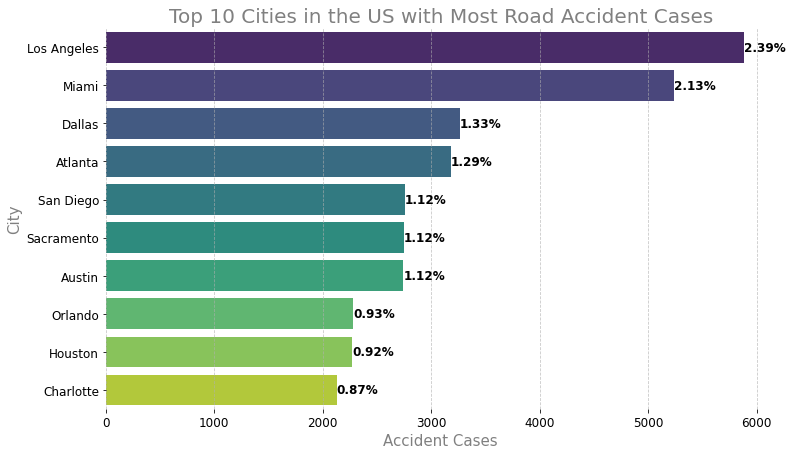 Top 10 Cities in the US with Most Road Accident Cases
Los Angeles 2.39%
Miami 2.13%
Dallas 1.33%
Atlanta 1.29%
San Diego 1.12%
Sacramento 1.12%
Austin 1.12%
Orlando 0.93%
Houston 0.92%
Charlotte 0.87%
City
0 1000 2000 3000 4000 5000 6000
Accident Cases